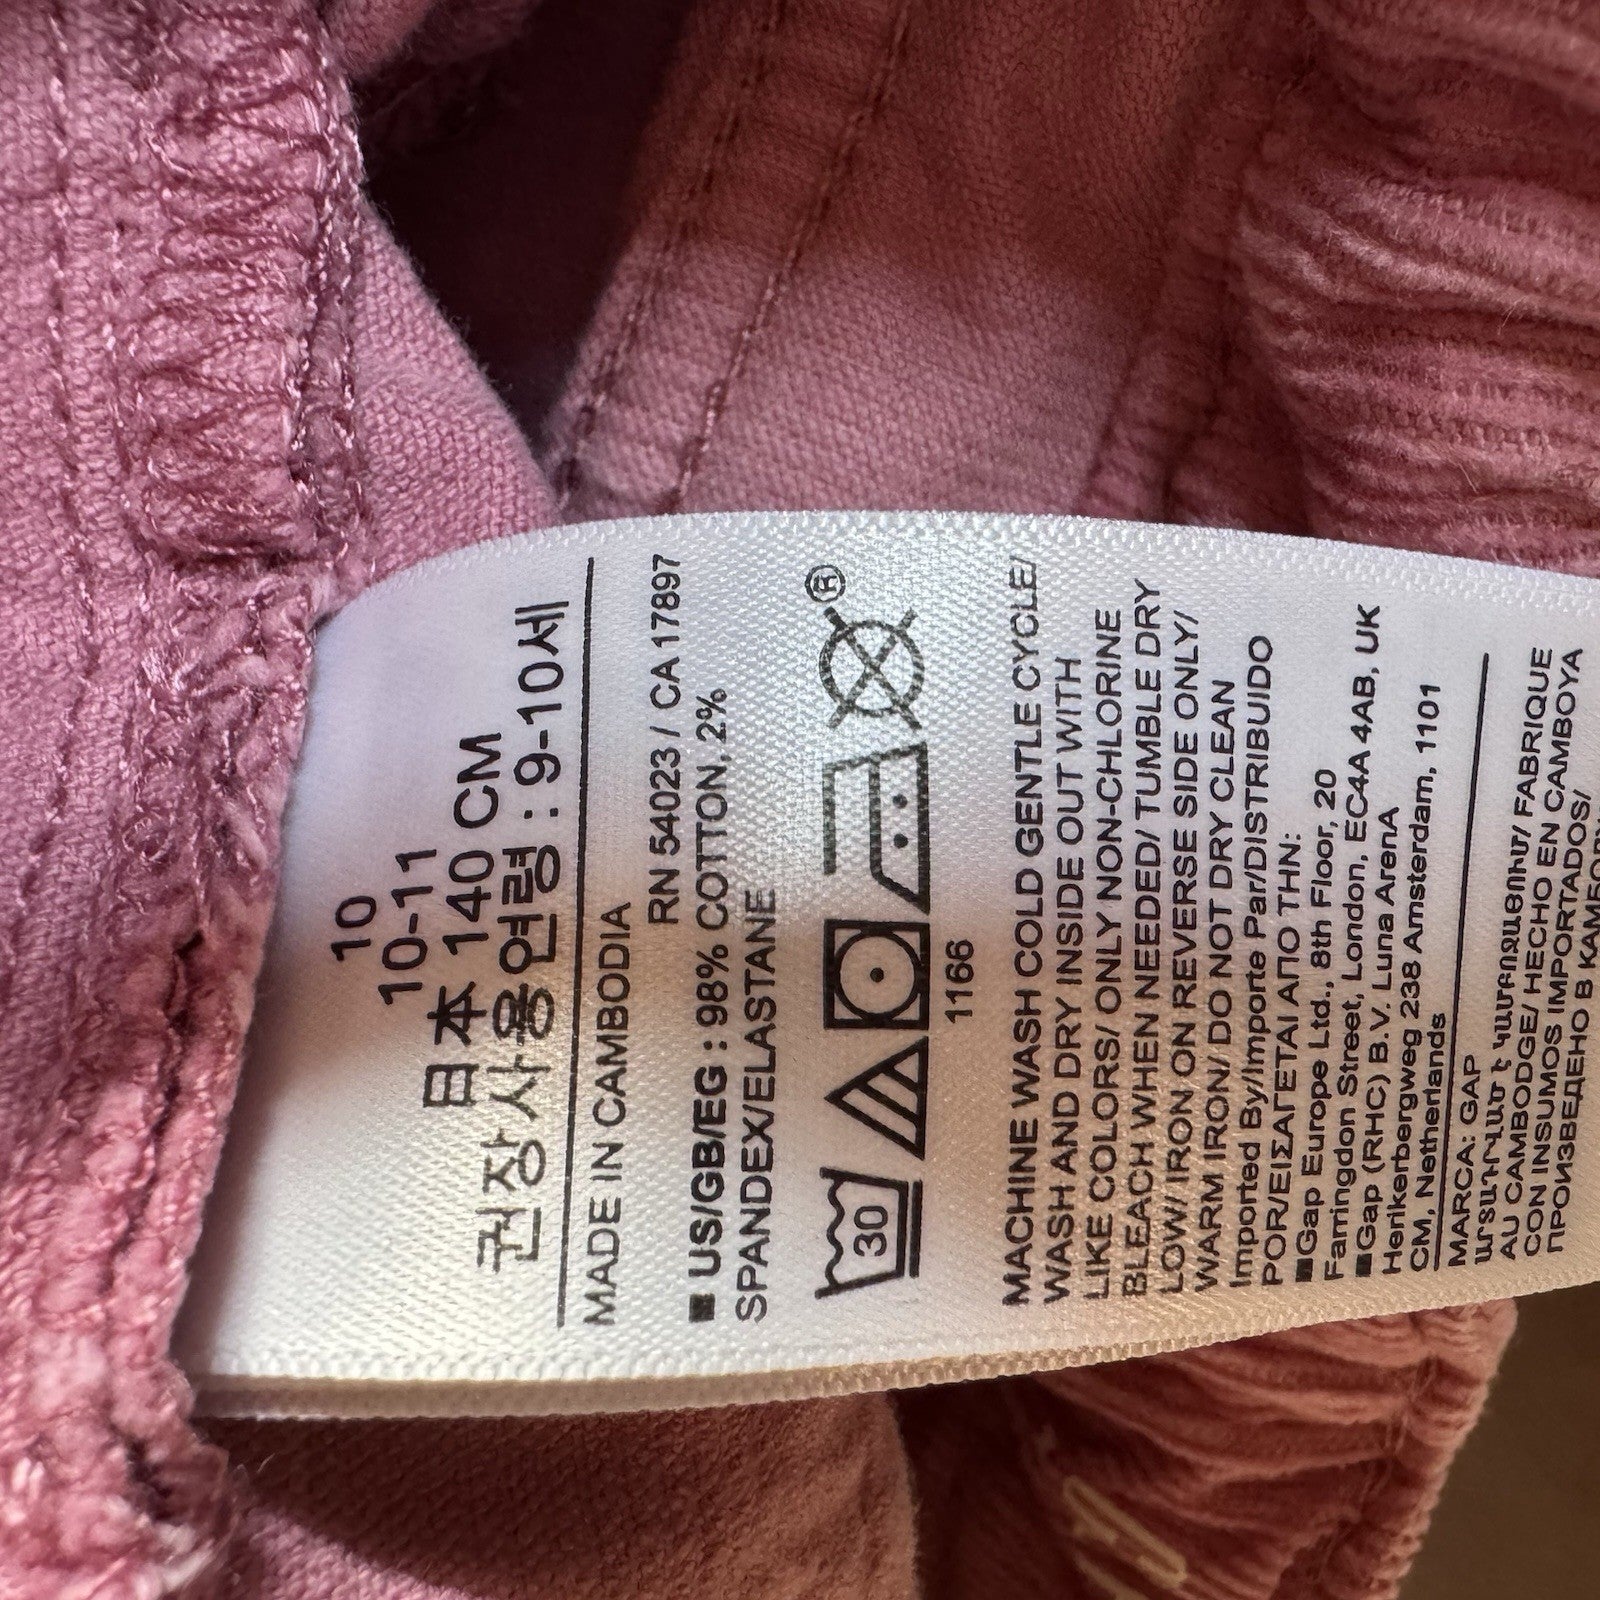 10
10-11
日本 140 CM
권장사용연령 : 9-10세
MADE IN CAMBODIA
RN 54023 / CA 17897
■ US/GB/EG : 98% COTTON, 2%
SPANDEX/ELASTANE
30
®
1166
MACHINE WASH COLD GENTLE CYCLE/
WASH AND DRY INSIDE OUT WITH
LIKE COLORS/ ONLY NON-CHLORINE
BLEACH WHEN NEEDED/ TUMBLE DRY
LOW/ IRON ON REVERSE SIDE ONLY/
WARM IRON/ DO NOT DRY CLEAN
Imported By/Importe Par/DISTRIBUIDO
POR/ΕΙΣΑΓΕΤΑΙ ΑΠΟ ΤΗΝ:
■Gap Europe Ltd., 8th Floor, 20
Farringdon Street, London, EC4A 4AB, UK
■Gap (RHC) B.V. Luna ArenA
Herikerbergweg 238 Amsterdam, 1101
CM, Netherlands
MARCA: GAP
ԱՐՏԱԴՐՎԱԾ Է ԿԱՄԲՈՋԱՅՈՒՄ/ FABRIQUE
AU CAMBODGE/ HECHO EN CAMBOYA
CON INSUMOS IMPORTADOS/
ПРОИЗВЕДЕНО В